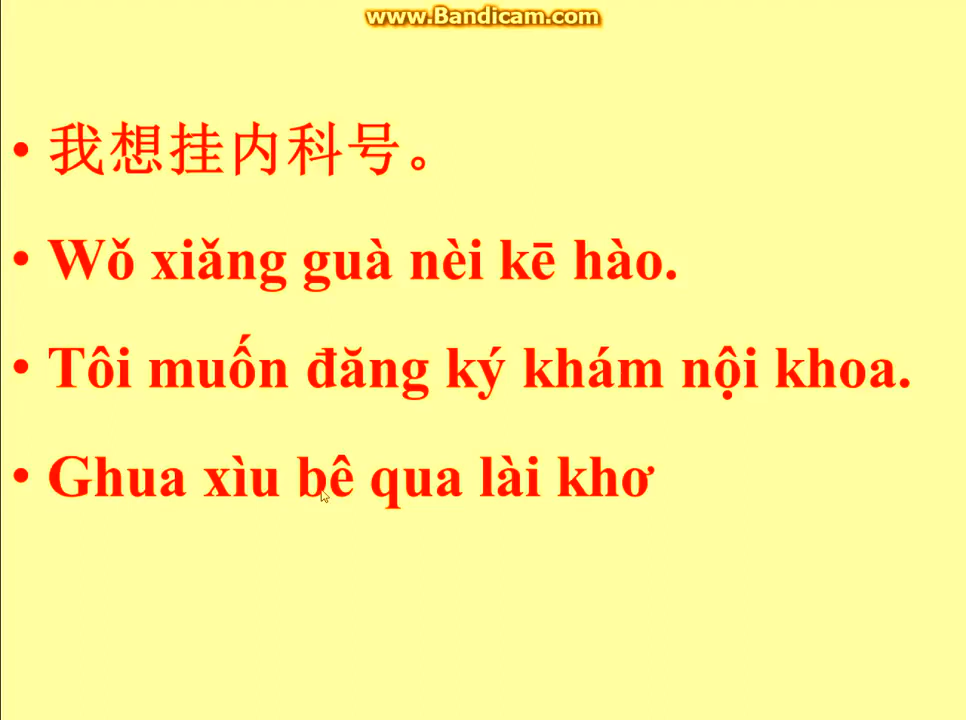 www.Bandicam.com
• 我想挂内科号。
• Wǒ xiǎng guà nèi kē hào.
• Tôi muốn đăng ký khám nội khoa.
• Ghua xìu bê qua lài khơ